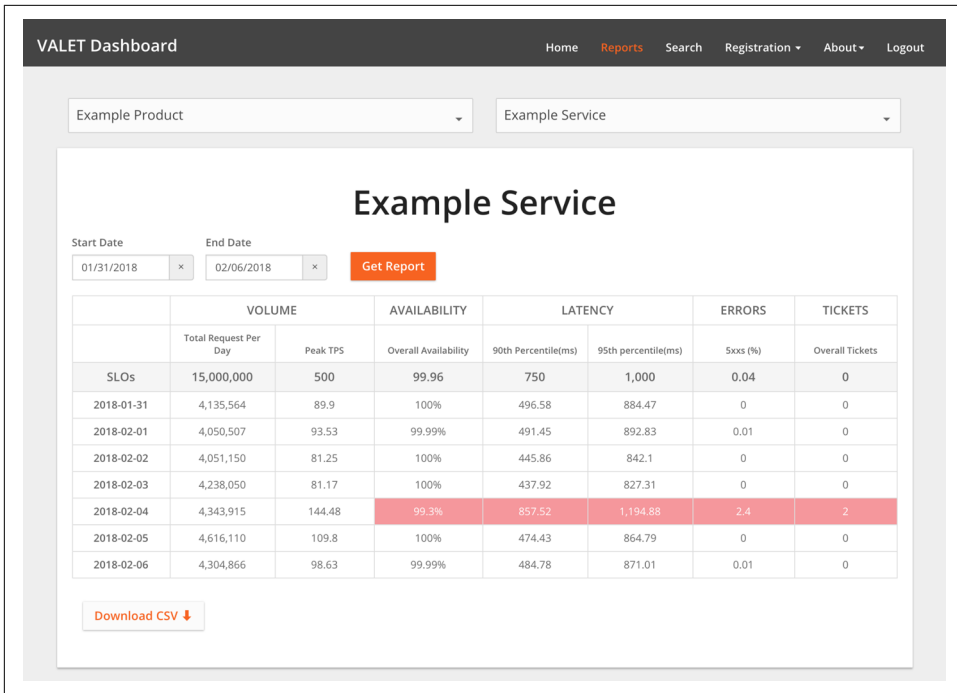 VALET Dashboard Home Reports Search Registration About Logout
Example Product Example Service
Example Service
Start Date End Date
01/31/2018 × 02/06/2018 × Get Report
VOLUME AVAILABILITY LATENCY ERRORS TICKETS
Total Request Per
Day Peak TPS Overall Availability 90th Percentile(ms) 95th percentile(ms) 5xxs (%) Overall Tickets
SLOs 15,000,000 500 99.96 750 1,000 0.04 0
2018-01-31 4,135,564 89.9 100% 496.58 884.47 0 0
2018-02-01 4,050,507 93.53 99.99% 491.45 892.83 0.01 0
2018-02-02 4,051,150 81.25 100% 445.86 842.1 0 0
2018-02-03 4,238,050 81.17 100% 437.92 827.31 0 0
2018-02-04 4,343,915 144.48 99.3% 857.52 1,194.88 2.4 2
2018-02-05 4,616,110 109.8 100% 474.43 864.79 0 0
2018-02-06 4,304,866 98.63 99.99% 484.78 871.01 0.01 0
Download CSV